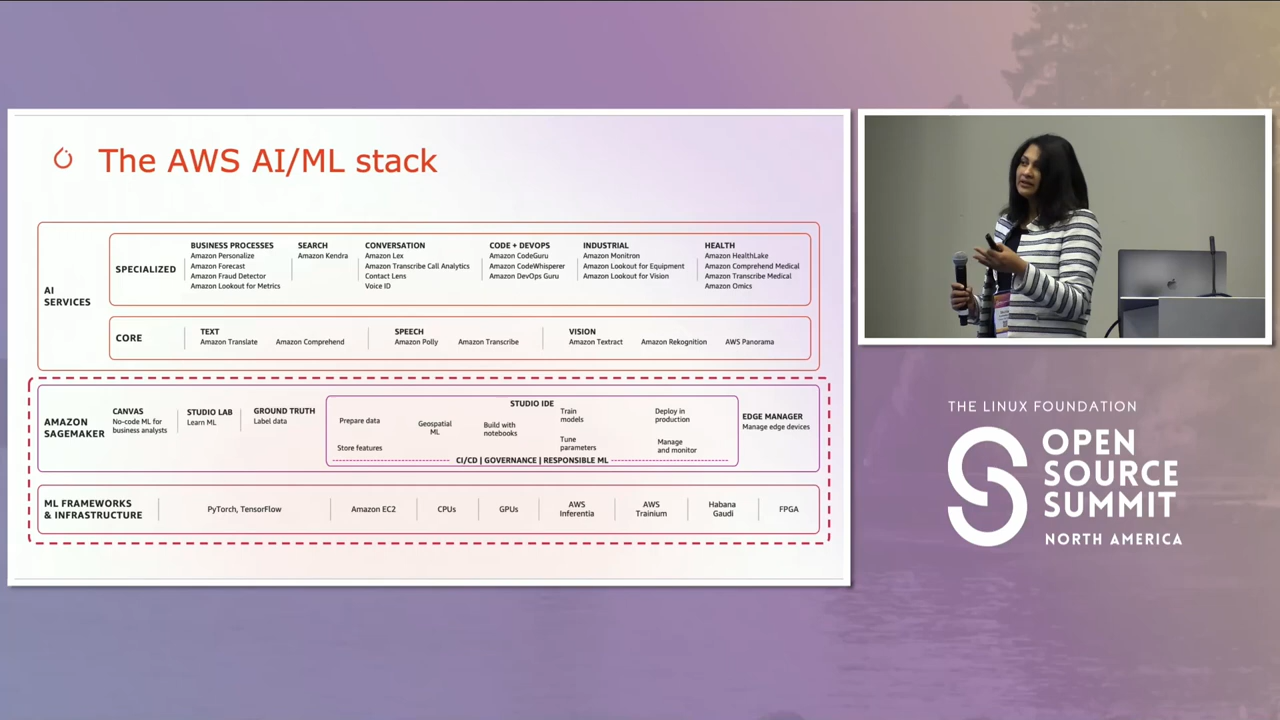 The AWS AI/ML stack
AI
SERVICES
SPECIALIZED
BUSINESS PROCESSES
Amazon Personalize
Amazon Forecast
Amazon Fraud Detector
Amazon Lookout for Metrics
SEARCH
Amazon Kendra
CONVERSATION
Amazon Lex
Amazon Transcribe Call Analytics
Contact Lens
Voice ID
CODE + DEVOPS
Amazon CodeGuru
Amazon CodeWhisperer
Amazon DevOps Guru
INDUSTRIAL
Amazon Monitron
Amazon Lookout for Equipment
Amazon Lookout for Vision
HEALTH
Amazon HealthLake
Amazon Comprehend Medical
Amazon Transcribe Medical
Amazon Omics
CORE
TEXT
Amazon Translate Amazon Comprehend
SPEECH
Amazon Polly Amazon Transcribe
VISION
Amazon Textract Amazon Rekognition AWS Panorama
AMAZON
SAGEMAKER
CANVAS
No-code ML for
business analysts
STUDIO LAB
Learn ML
GROUND TRUTH
Label data
STUDIO IDE
Prepare data
Store features
Geospatial
ML
Build with
notebooks
Train
models
Tune
parameters
Deploy in
production
Manage
and monitor
CI/CD | GOVERNANCE | RESPONSIBLE ML
EDGE MANAGER
Manage edge devices
ML FRAMEWORKS
& INFRASTRUCTURE
PyTorch, TensorFlow
Amazon EC2
CPUs
GPUs
AWS
Inferentia
AWS
Trainium
Habana
Gaudi
FPGA
THE LINUX FOUNDATION
OPEN
SOURCE
SUMMIT
NORTH AMERICA